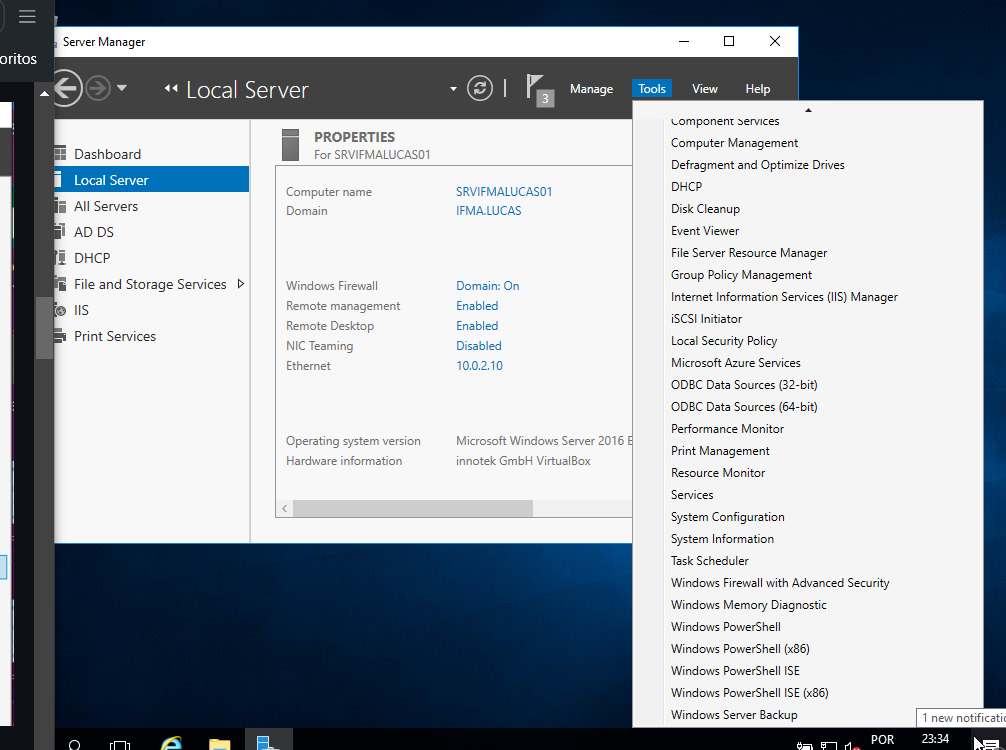 oritos
Server Manager
Local Server
3
Manage
Tools
View
Help
Dashboard
Local Server
All Servers
AD DS
DHCP
File and Storage Services
IIS
Print Services
PROPERTIES
For SRVIFMALUCAS01
Computer name SRVIFMALUCAS01
Domain IFMA.LUCAS
Windows Firewall Domain: On
Remote management Enabled
Remote Desktop Enabled
NIC Teaming Disabled
Ethernet 10.0.2.10
Operating system version Microsoft Windows Server 2016 E
Hardware information innotek GmbH VirtualBox
Component Services
Computer Management
Defragment and Optimize Drives
DHCP
Disk Cleanup
Event Viewer
File Server Resource Manager
Group Policy Management
Internet Information Services (IIS) Manager
iSCSI Initiator
Local Security Policy
Microsoft Azure Services
ODBC Data Sources (32-bit)
ODBC Data Sources (64-bit)
Performance Monitor
Print Management
Resource Monitor
Services
System Configuration
System Information
Task Scheduler
Windows Firewall with Advanced Security
Windows Memory Diagnostic
Windows PowerShell
Windows PowerShell (x86)
Windows PowerShell ISE
Windows PowerShell ISE (x86)
Windows Server Backup
1 new notificatio
POR
23:34